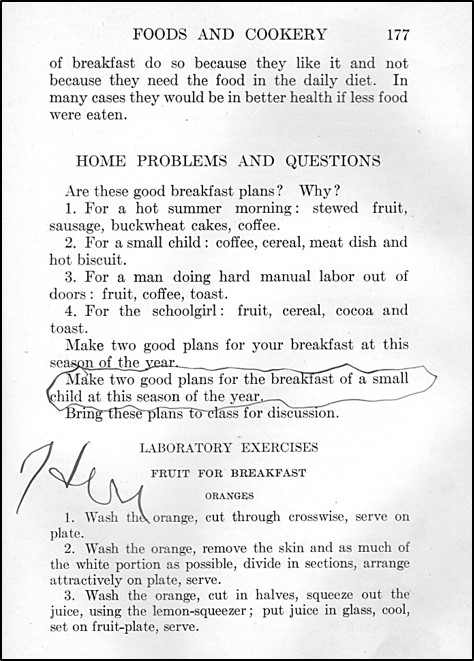 FOODS AND COOKERY 177
of breakfast do so because they like it and not
because they need the food in the daily diet. In
many cases they would be in better health if less food
were eaten.
HOME PROBLEMS AND QUESTIONS
Are these good breakfast plans? Why?
1. For a hot summer morning: stewed fruit,
sausage, buckwheat cakes, coffee.
2. For a small child: coffee, cereal, meat dish and
hot biscuit.
3. For a man doing hard manual labor out of
doors: fruit, coffee, toast.
4. For the schoolgirl: fruit, cereal, cocoa and
toast.
Make two good plans for your breakfast at this
season of the year.
Make two good plans for the breakfast of a small
child at this season of the year.
Bring these plans to class for discussion.
LABORATORY EXERCISES
FRUIT FOR BREAKFAST
ORANGES
1. Wash the orange, cut through crosswise, serve on
plate.
2. Wash the orange, remove the skin and as much of
the white portion as possible, divide in sections, arrange
attractively on plate, serve.
3. Wash the orange, cut in halves, squeeze out the
juice, using the lemon-squeezer; put juice in glass, cool,
set on fruit-plate, serve.